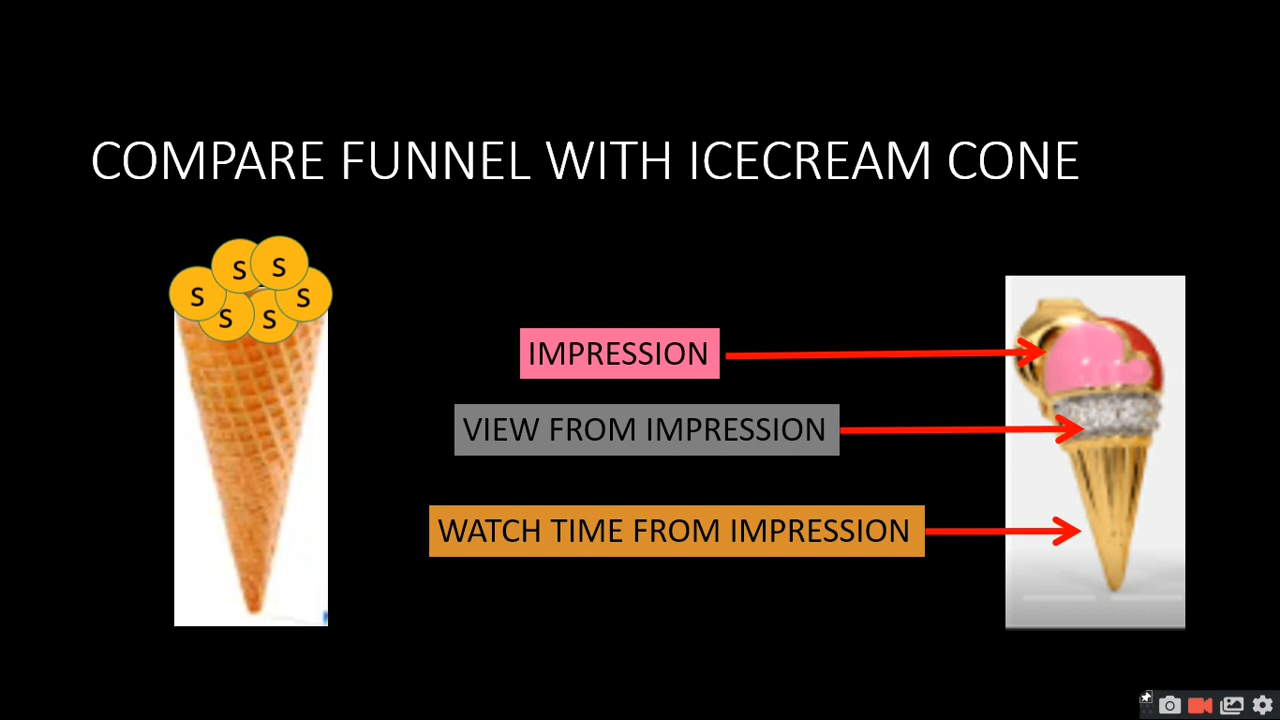 COMPARE FUNNEL WITH ICECREAM CONE
S S
S S
S S
IMPRESSION
VIEW FROM IMPRESSION
WATCH TIME FROM IMPRESSION